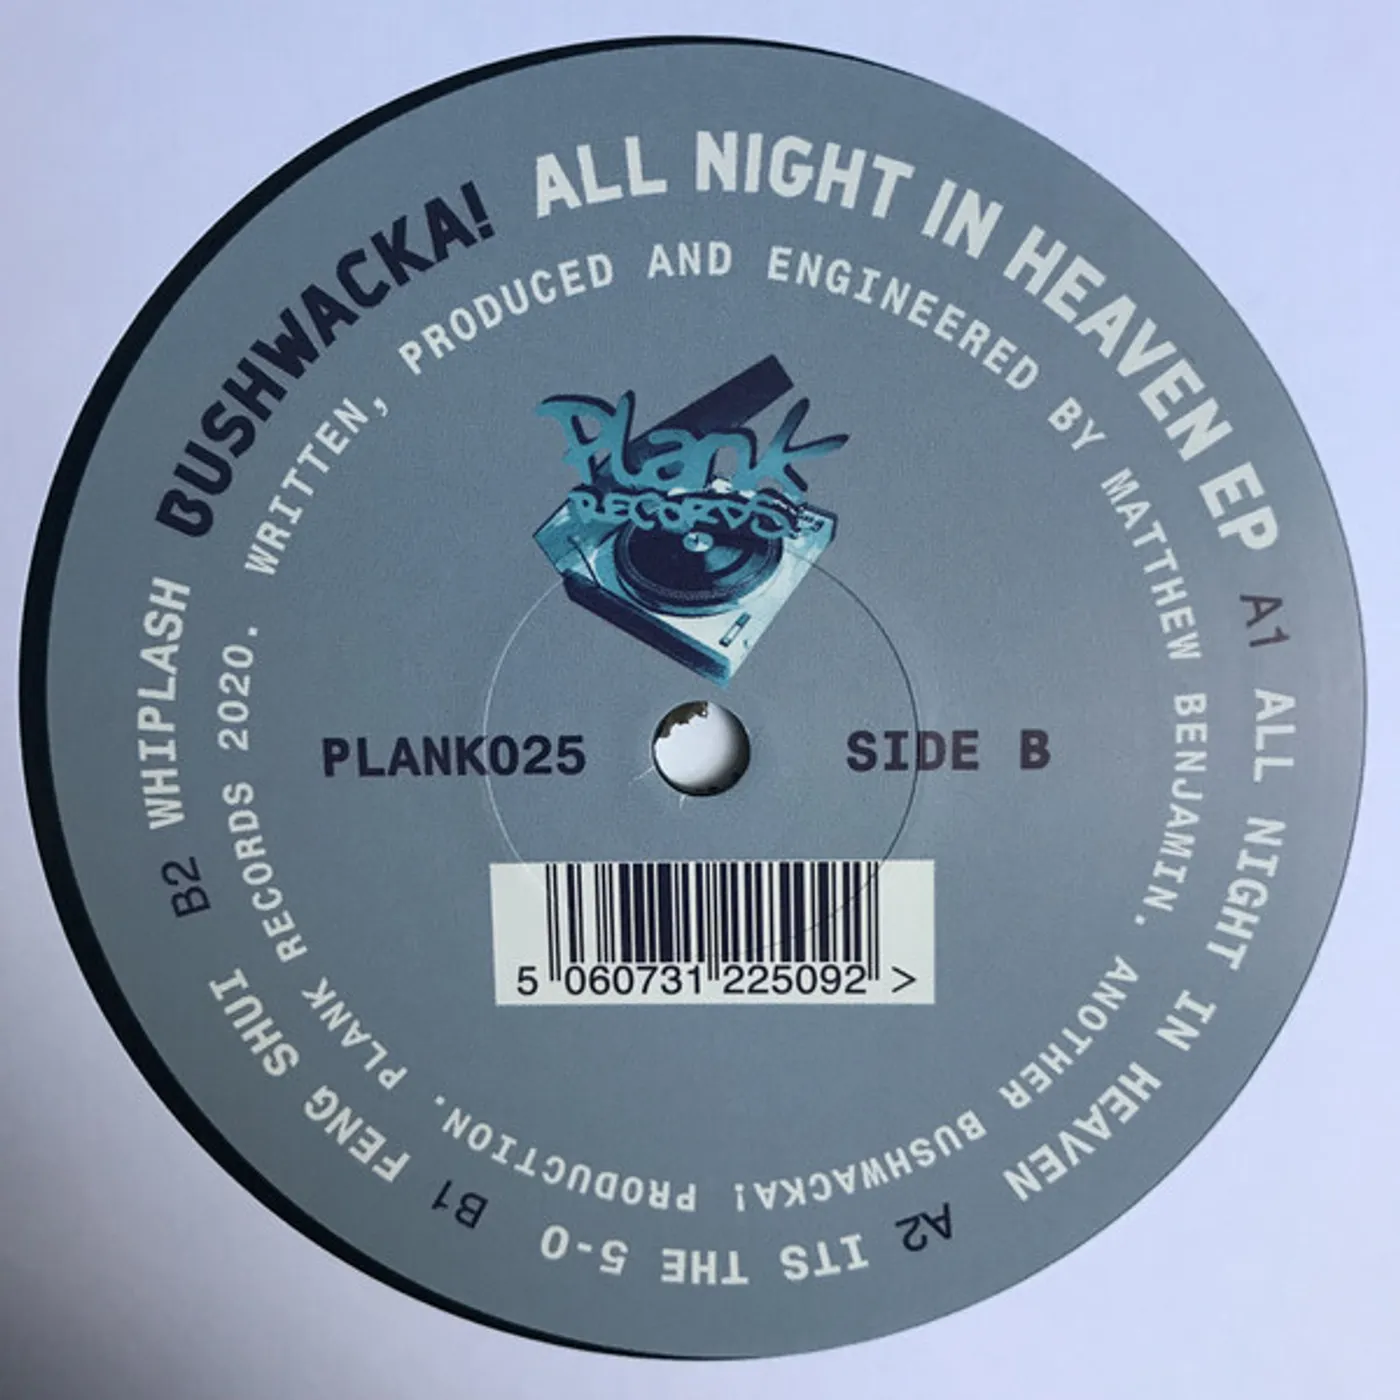 BUSHWACKA! ALL NIGHT IN HEAVEN EP A1 ALL NIGHT IN HEAVEN A2 ITS THE 5-0 B1 FENG SHUI B2 WHIPLASH
WRITTEN, PRODUCED AND ENGINEERED BY MATTHEW BENJAMIN. ANOTHER BUSHWACKA! PRODUCTION. PLANK RECORDS 2020.
Plank
RECORDS
PLANK025 SIDE B
5 060731 225092 >